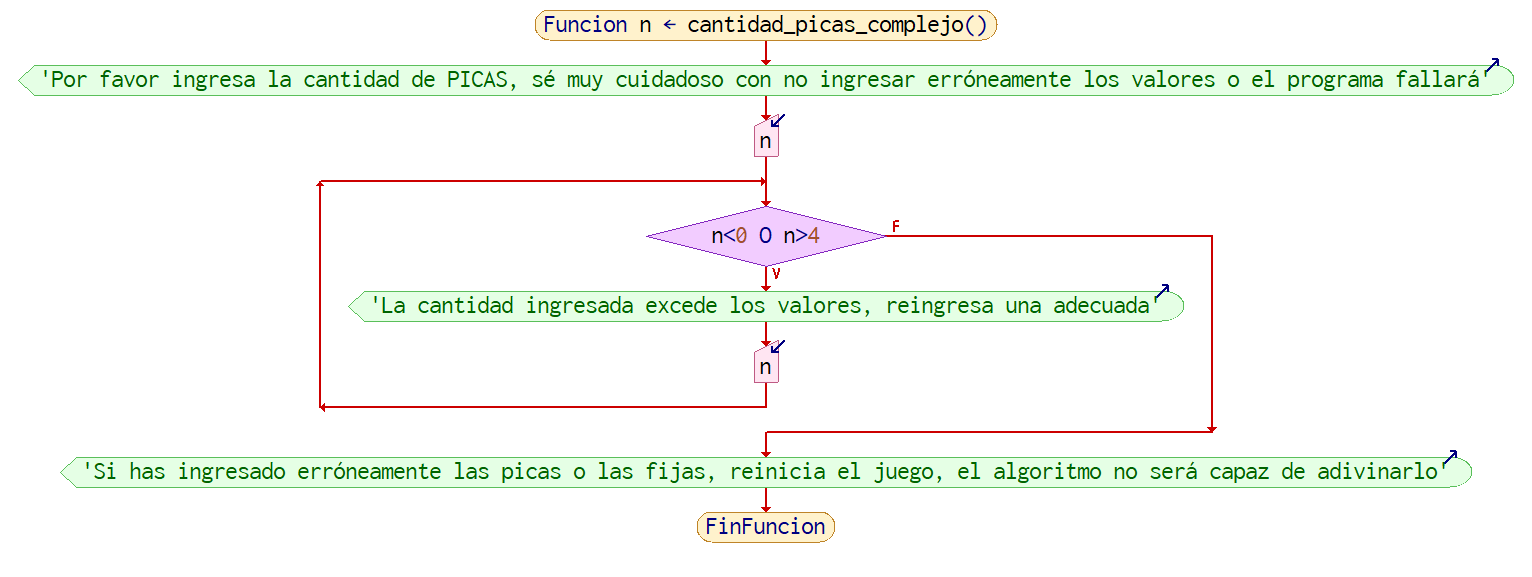 Funcion n ← cantidad_picas_complejo()
'Por favor ingresa la cantidad de PICAS, sé muy cuidadoso con no ingresar erróneamente los valores o el programa fallará'
n
n<0 O n>4
F
V
'La cantidad ingresada excede los valores, reingresa una adecuada'
n
'Si has ingresado erróneamente las picas o las fijas, reinicia el juego, el algoritmo no será capaz de adivinarlo'
FinFuncion